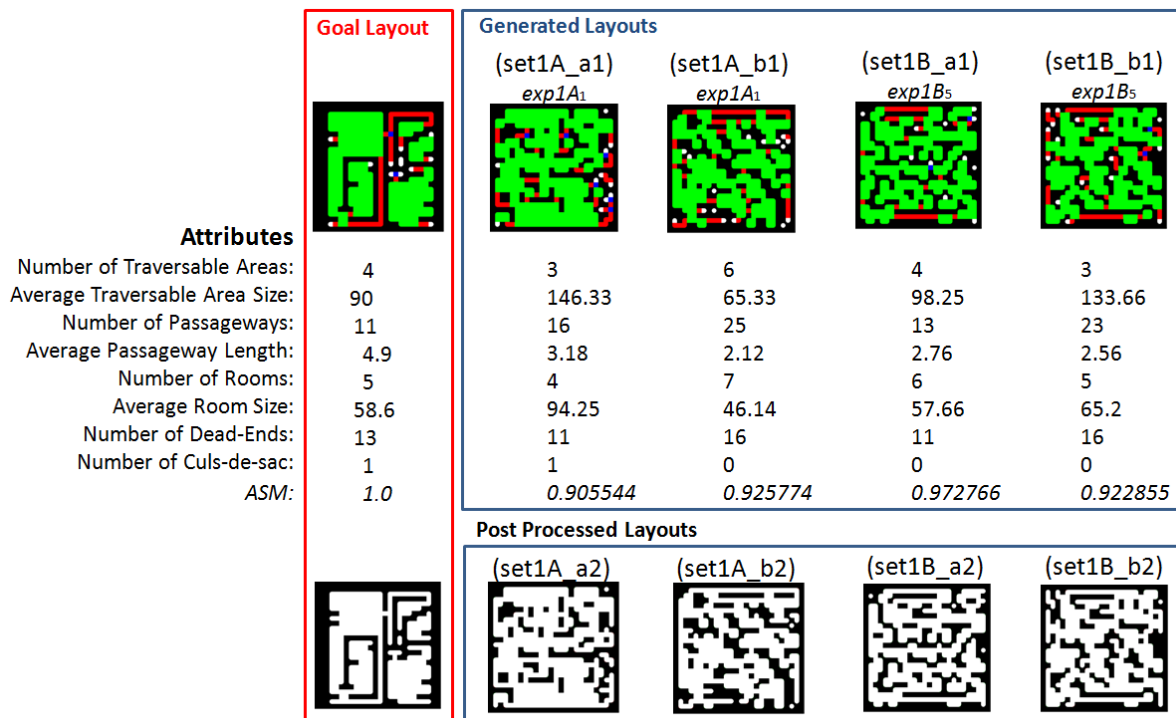 Goal Layout
Generated Layouts
(set1A_a1) (set1A_b1) (set1B_a1) (set1B_b1)
exp1A1 exp1A1 exp1B5 exp1B5
Attributes
Number of Traversable Areas: 4 3 6 4 3
Average Traversable Area Size: 90 146.33 65.33 98.25 133.66
Number of Passageways: 11 16 25 13 23
Average Passageway Length: 4.9 3.18 2.12 2.76 2.56
Number of Rooms: 5 4 7 6 5
Average Room Size: 58.6 94.25 46.14 57.66 65.2
Number of Dead-Ends: 13 11 16 11 16
Number of Culs-de-sac: 1 1 0 0 0
ASM: 1.0 0.905544 0.925774 0.972766 0.922855
Post Processed Layouts
(set1A_a2) (set1A_b2) (set1B_a2) (set1B_b2)